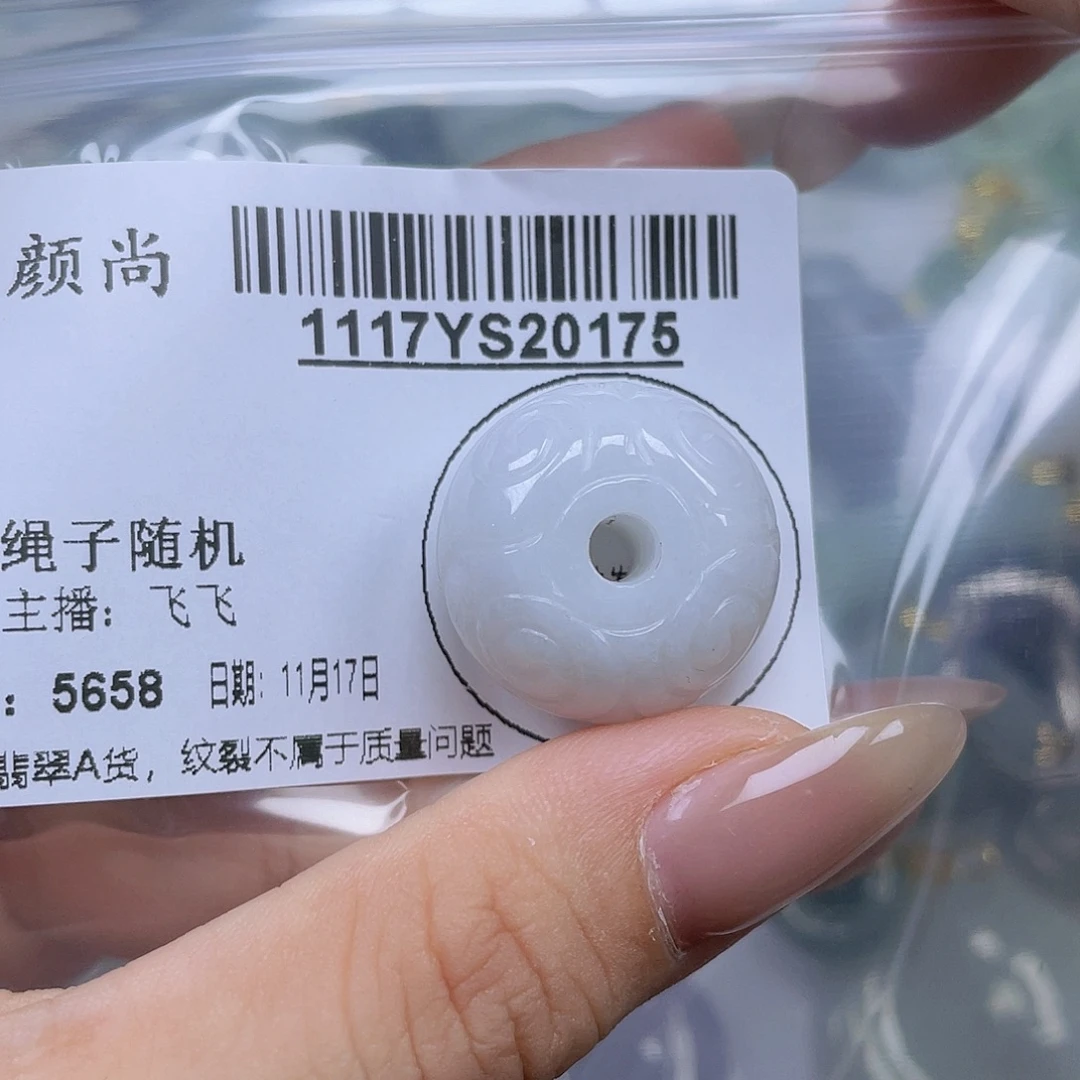 颜尚
1117YS20175
绳子随机
主播：飞飞
：5658 日期：11月17日
翡翠A货，纹裂不属于质量问题